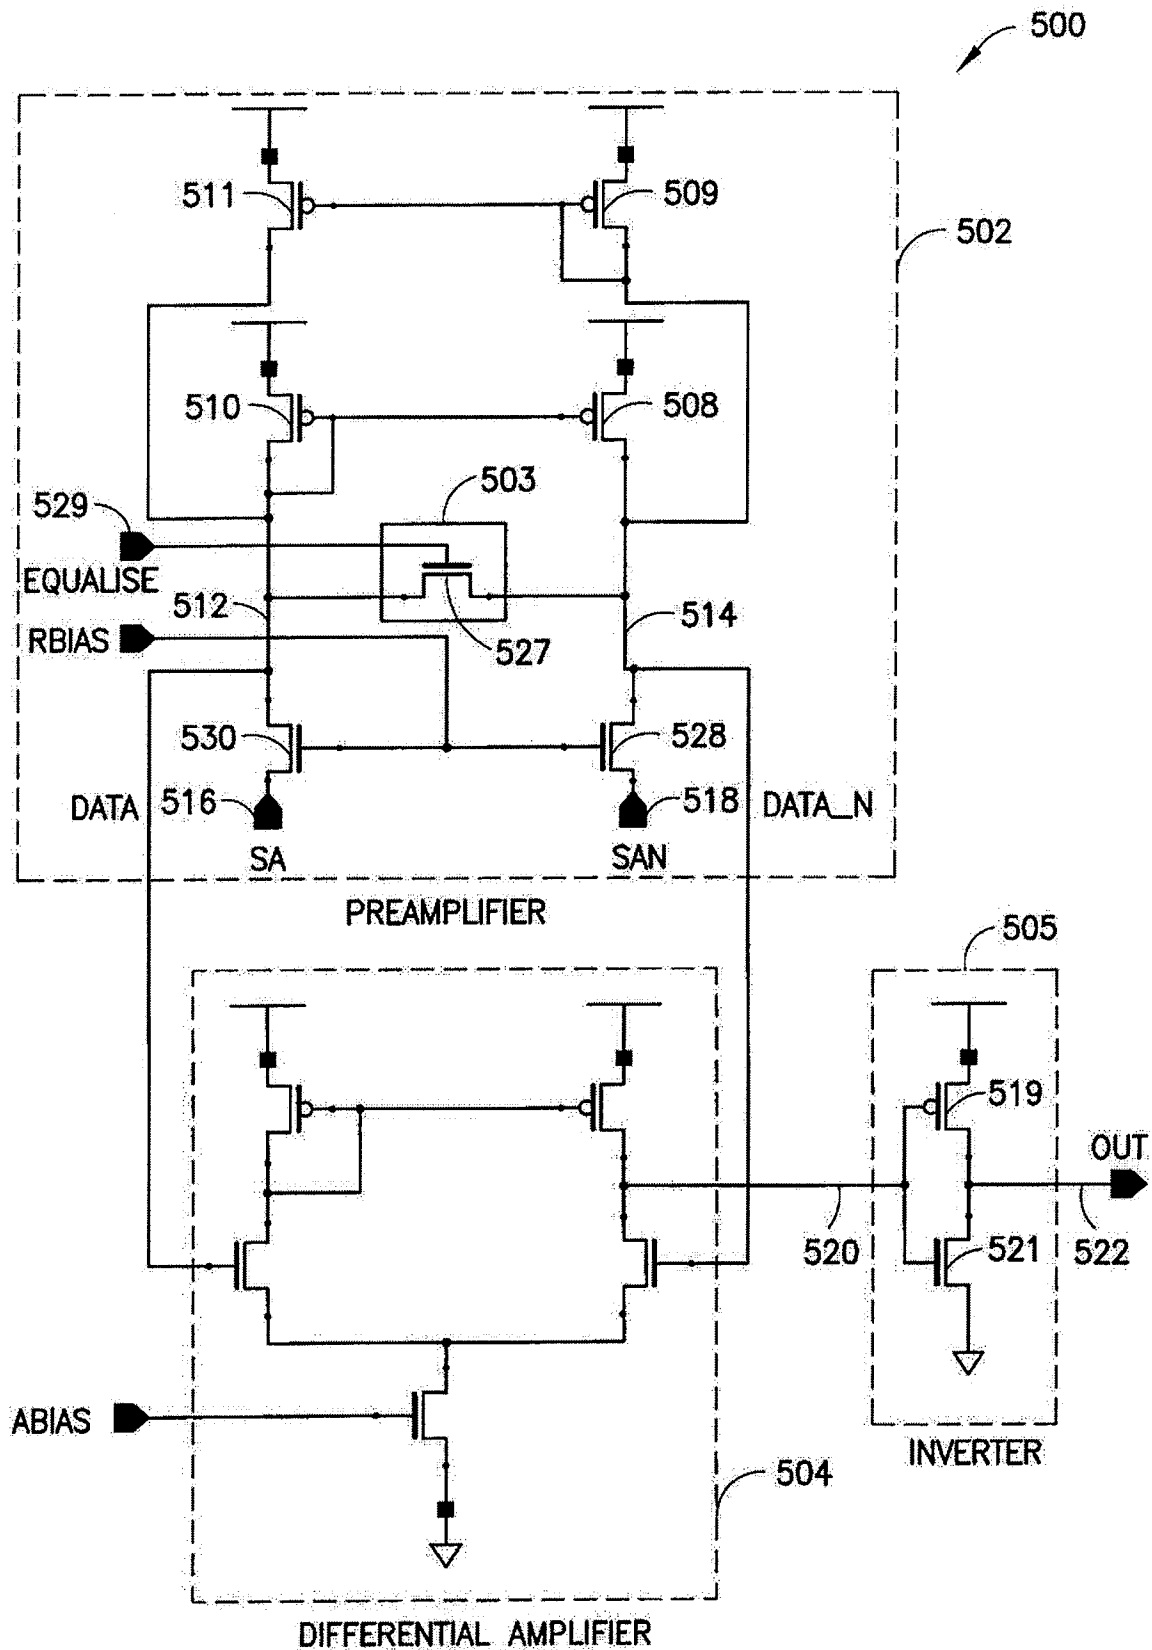 500
511
509
502
510
508
503
529
EQUALISE
512
514
RBIAS
527
530
528
DATA
516
518
DATA_N
SA
SAN
PREAMPLIFIER
505
519
OUT
520
521
522
ABIAS
INVERTER
504
DIFFERENTIAL AMPLIFIER